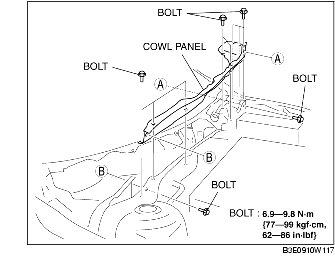 BOLT
COWL PANEL
BOLT
A
A
BOLT
B
B
BOLT
BOLT : 6.9—9.8 N·m
{77—99 kgf·cm,
62—86 in·lbf}
B3E0910W117